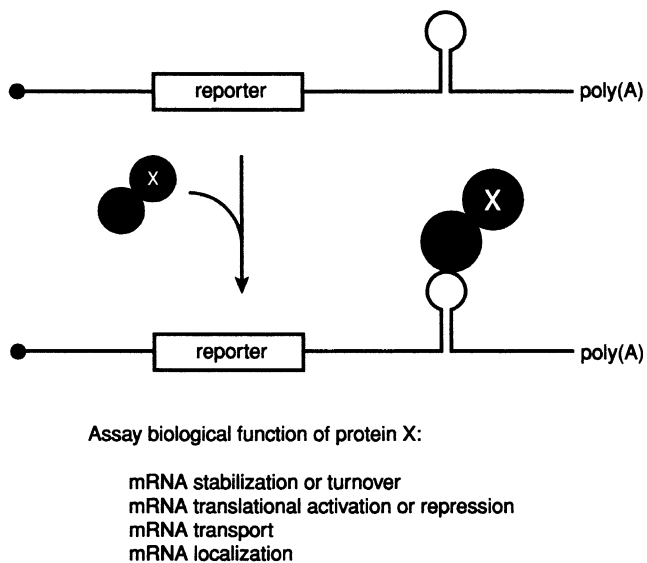 reporter
poly(A)
X
X
reporter
poly(A)
Assay biological function of protein X:
mRNA stabilization or turnover
mRNA translational activation or repression
mRNA transport
mRNA localization